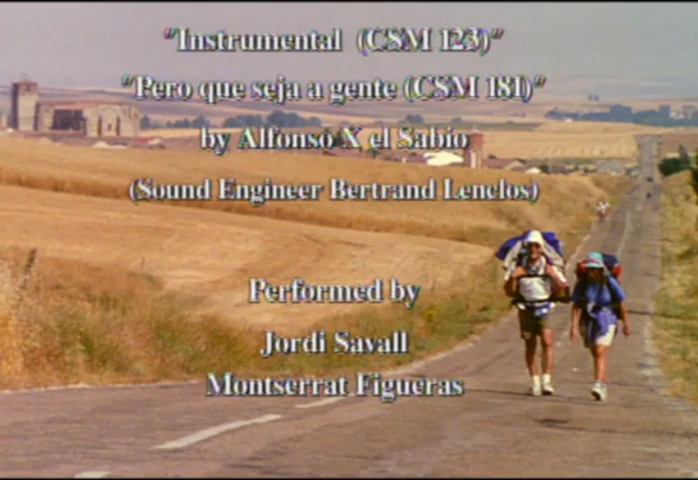 "Instrumental (CSM 123)"
"Pero que seja a gente (CSM 181)"
by Alfonso X el Sabio
(Sound Engineer Bertrand Lenclos)
Performed by
Jordi Savall
Montserrat Figueras